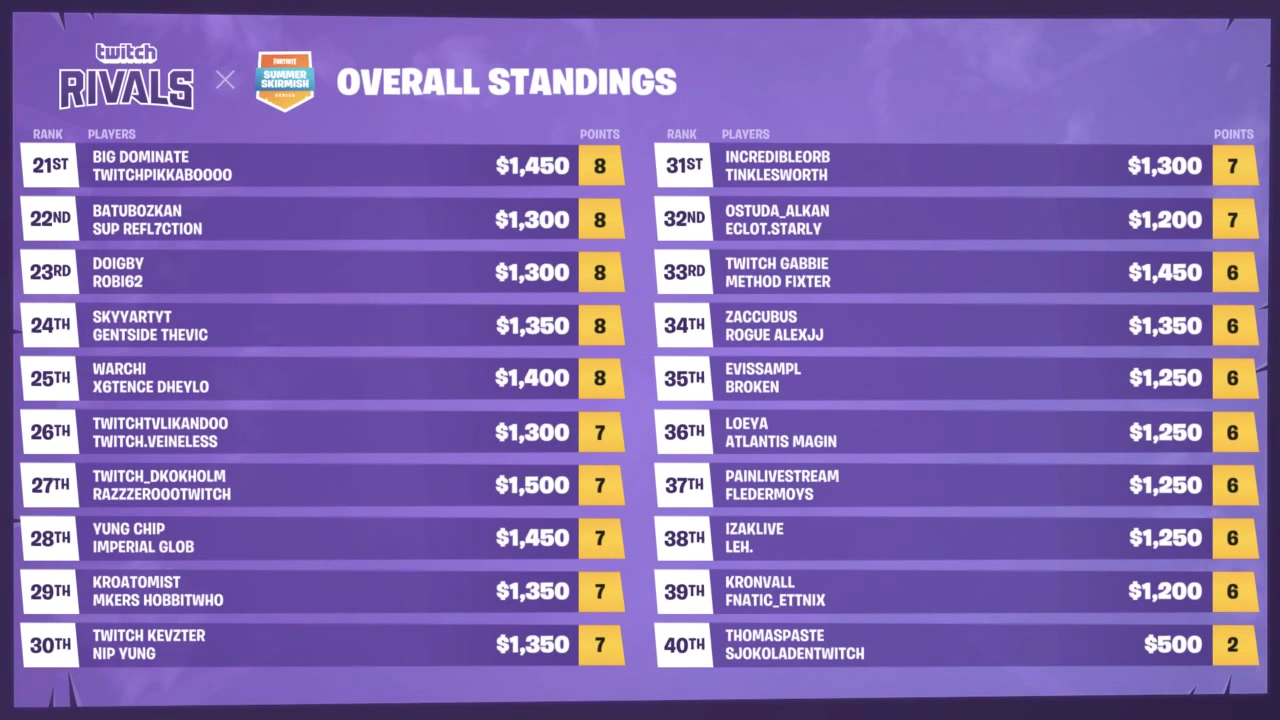 twitch
RIVALS
FORTNITE
SUMMER
SKIRMISH
SERIES
OVERALL STANDINGS
RANK PLAYERS POINTS
21ST BIG DOMINATE
TWITCHPIKKABOOOO $1,450 8
22ND BATUBOZKAN
SUP REFL7CTION $1,300 8
23RD DOIGBY
ROBI62 $1,300 8
24TH SKYYARTYT
GENTSIDE THEVIC $1,350 8
25TH WARCHI
X6TENCE DHEYLO $1,400 8
26TH TWITCHTVLIKANDOO
TWITCH.VEINELESS $1,300 7
27TH TWITCH_DKOKHOLM
RAZZZEROOOTWITCH $1,500 7
28TH YUNG CHIP
IMPERIAL GLOB $1,450 7
29TH KROATOMIST
MKERS HOBBITWHO $1,350 7
30TH TWITCH KEVZTER
NIP YUNG $1,350 7
RANK PLAYERS POINTS
31ST INCREDIBLEORB
TINKLESWORTH $1,300 7
32ND OSTUDA_ALKAN
ECLOT.STARLY $1,200 7
33RD TWITCH GABBIE
METHOD FIXTER $1,450 6
34TH ZACCUBUS
ROGUE ALEXJJ $1,350 6
35TH EVISSAMPL
BROKEN $1,250 6
36TH LOEYA
ATLANTIS MAGIN $1,250 6
37TH PAINLIVESTREAM
FLEDERMOYS $1,250 6
38TH IZAKLIVE
LEH. $1,250 6
39TH KRONVALL
FNATIC_ETTNIX $1,200 6
40TH THOMASPASTE
SJOKOLADENTWITCH $500 2